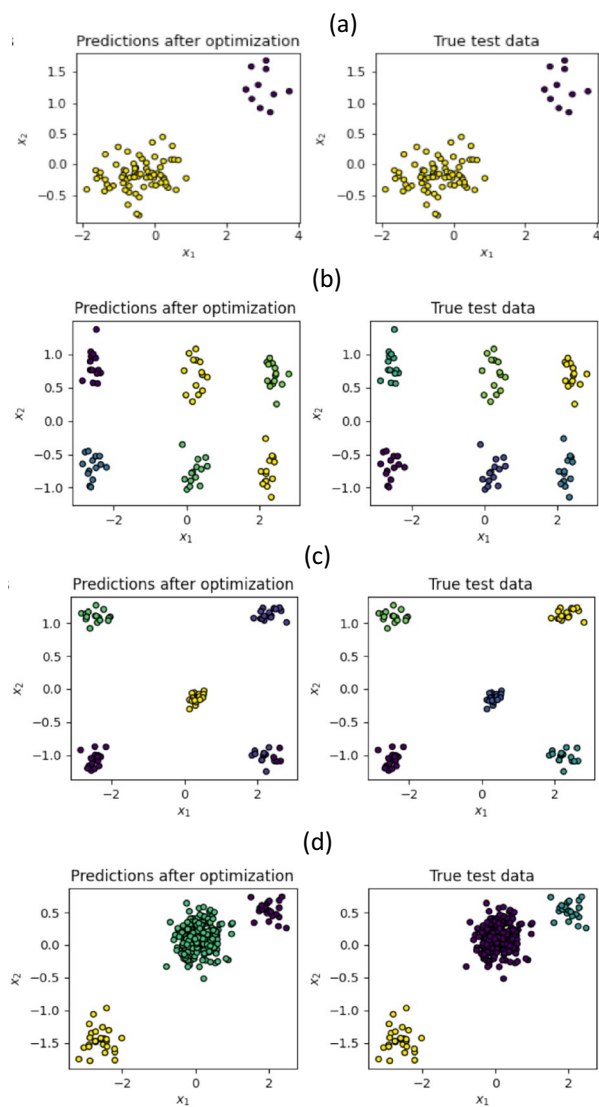 (a)
s
Predictions after optimization True test data
1.5 1.5
1.0 1.0
0.5 0.5
0.0 0.0
−0.5 −0.5
x₂ x₂
−2 0 2 4 −2 0 2 4
x₁ x₁
(b)
Predictions after optimization True test data
1.0 1.0
0.5 0.5
0.0 0.0
−0.5 −0.5
−1.0 −1.0
x₂ x₂
−2 0 2 −2 0 2
x₁ x₁
(c)
Predictions after optimization True test data
1.0 1.0
0.5 0.5
0.0 0.0
−0.5 −0.5
−1.0 −1.0
x₂ x₂
−2 0 2 −2 0 2
x₁ x₁
(d)
Predictions after optimization True test data
0.5 0.5
0.0 0.0
−0.5 −0.5
−1.0 −1.0
−1.5 −1.5
x₂ x₂
−2 0 2 −2 0 2
x₁ x₁